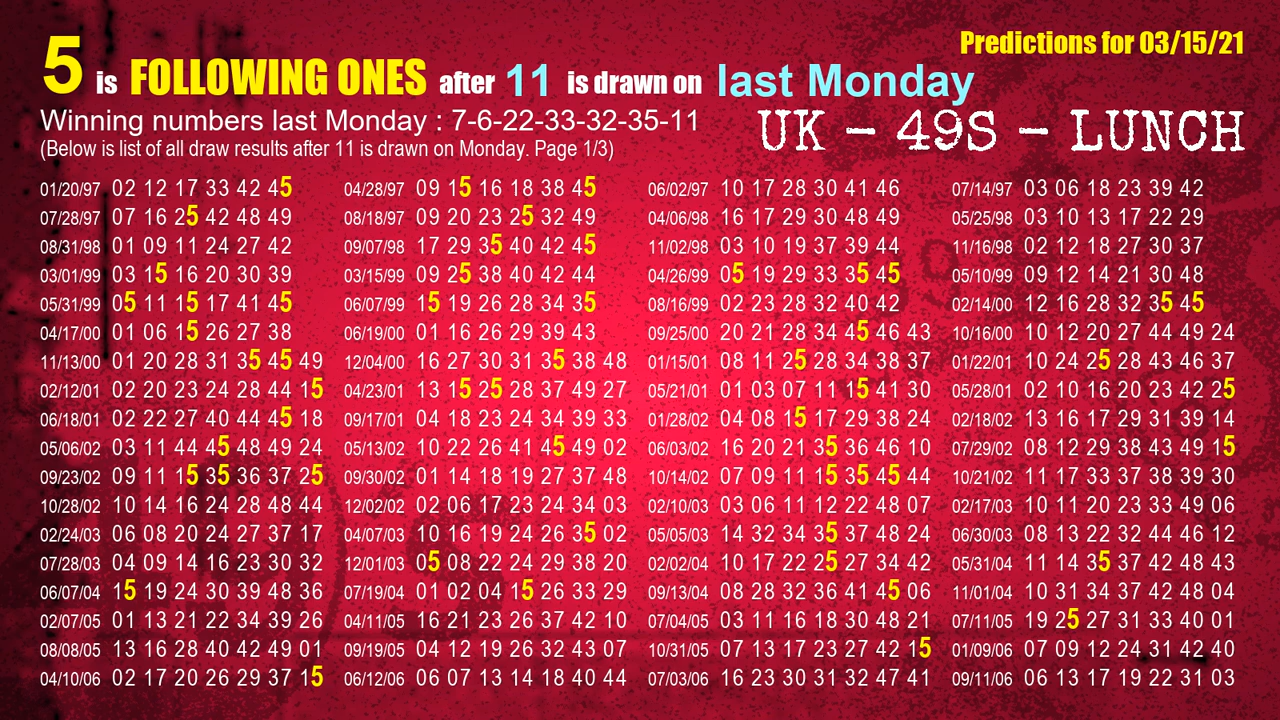 Predictions for 03/15/21
5 is FOLLOWING ONES after 11 is drawn on last Monday
Winning numbers last Monday : 7-6-22-33-32-35-11
UK - 49S - LUNCH
(Below is list of all draw results after 11 is drawn on Monday. Page 1/3)
01/20/97 02 12 17 33 42 45 04/28/97 09 15 16 18 38 45 06/02/97 10 17 28 30 41 46 07/14/97 03 06 18 23 39 42
07/28/97 07 16 25 42 48 49 08/18/97 09 20 23 25 32 49 04/06/98 16 17 29 30 48 49 05/25/98 03 10 13 17 22 29
08/31/98 01 09 11 24 27 42 09/07/98 17 29 35 40 42 45 11/02/98 03 10 19 37 39 44 11/16/98 02 12 18 27 30 37
03/01/99 03 15 16 20 30 39 03/15/99 09 25 38 40 42 44 04/26/99 05 19 29 33 35 45 05/10/99 09 12 14 21 30 48
05/31/99 05 11 15 17 41 45 06/07/99 15 19 26 28 34 35 08/16/99 02 23 28 32 40 42 02/14/00 12 16 28 32 35 45
04/17/00 01 06 15 26 27 38 06/19/00 01 16 26 29 39 43 09/25/00 20 21 28 34 45 46 43 10/16/00 10 12 20 27 44 49 24
11/13/00 01 20 28 31 35 45 49 12/04/00 16 27 30 31 35 38 48 01/15/01 08 11 25 28 34 38 37 01/22/01 10 24 25 28 43 46 37
02/12/01 02 20 23 24 28 44 15 04/23/01 13 15 25 28 37 49 27 05/21/01 01 03 07 11 15 41 30 05/28/01 02 10 16 20 23 42 25
06/18/01 02 22 27 40 44 45 18 09/17/01 04 18 23 24 34 39 33 01/28/02 04 08 15 17 29 38 24 02/18/02 13 16 17 29 31 39 14
05/06/02 03 11 44 45 48 49 24 05/13/02 10 22 26 41 45 49 02 06/03/02 16 20 21 35 36 46 10 07/29/02 08 12 29 38 43 49 15
09/23/02 09 11 15 35 36 37 25 09/30/02 01 14 18 19 27 37 48 10/14/02 07 09 11 15 35 45 44 10/21/02 11 17 33 37 38 39 30
10/28/02 10 14 16 24 28 48 44 12/02/02 02 06 17 23 24 34 03 02/10/03 03 06 11 12 22 48 07 02/17/03 10 11 20 23 33 49 06
02/24/03 06 08 20 24 27 37 17 04/07/03 10 16 19 24 26 35 02 05/05/03 14 32 34 35 37 48 24 06/30/03 08 13 22 32 44 46 12
07/28/03 04 09 14 16 23 30 32 12/01/03 05 08 22 24 29 38 20 02/02/04 10 17 22 25 27 34 42 05/31/04 11 14 35 37 42 48 43
06/07/04 15 19 24 30 39 48 36 07/19/04 01 02 04 15 26 33 29 09/13/04 08 28 32 36 41 45 06 11/01/04 10 31 34 37 42 48 04
02/07/05 01 13 21 22 34 39 26 04/11/05 16 21 23 26 37 42 10 07/04/05 03 11 16 18 30 48 21 07/11/05 19 25 27 31 33 40 01
08/08/05 13 16 28 40 42 49 01 09/19/05 04 12 19 26 32 43 07 10/31/05 07 13 17 23 27 42 15 01/09/06 07 09 12 24 31 42 40
04/10/06 02 17 20 26 29 37 15 06/12/06 06 07 13 14 18 40 44 07/03/06 16 23 30 31 32 47 41 09/11/06 06 13 17 19 22 31 03